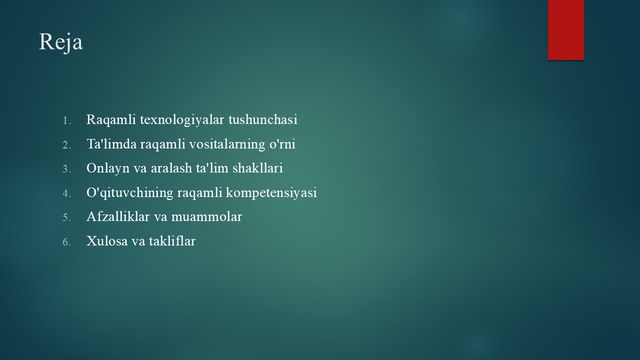 Reja
1. Raqamli texnologiyalar tushunchasi
2. Ta'limda raqamli vositalarning o'rni
3. Onlayn va aralash ta'lim shakllari
4. O'qituvchining raqamli kompetensiyasi
5. Afzalliklar va muammolar
6. Xulosa va takliflar